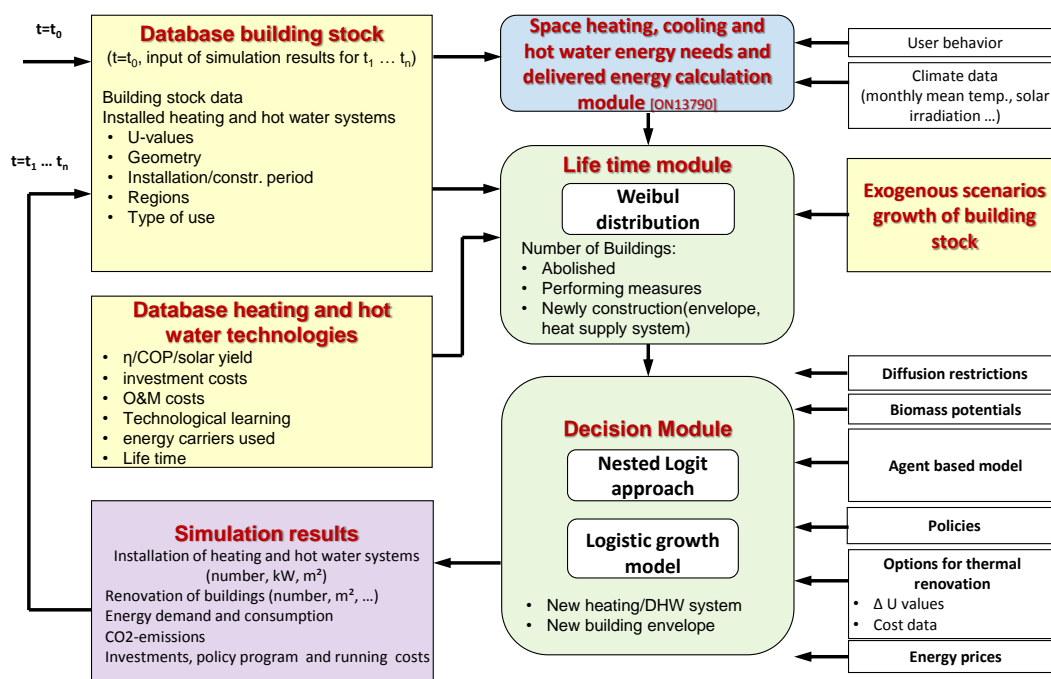 t=t0
Database building stock
(t=t0, input of simulation results for t1 … tn)
Building stock data
Installed heating and hot water systems
• U-values
• Geometry
• Installation/constr. period
• Regions
• Type of use
t=t1 ... tn
Database heating and hot
water technologies
• η/COP/solar yield
• investment costs
• O&M costs
• Technological learning
• energy carriers used
• Life time
Simulation results
Installation of heating and hot water systems
(number, kW, m²)
Renovation of buildings (number, m², …)
Energy demand and consumption
CO2-emissions
Investments, policy program and running costs
Space heating, cooling and
hot water energy needs and
delivered energy calculation
module [ON13790]
Life time module
Weibul
distribution
Number of Buildings:
• Abolished
• Performing measures
• Newly construction(envelope,
heat supply system)
Decision Module
Nested Logit
approach
Logistic growth
model
• New heating/DHW system
• New building envelope
User behavior
Climate data
(monthly mean temp., solar
irradiation …)
Exogenous scenarios
growth of building
stock
Diffusion restrictions
Biomass potentials
Agent based model
Policies
Options for thermal
renovation
• Δ U values
• Cost data
Energy prices